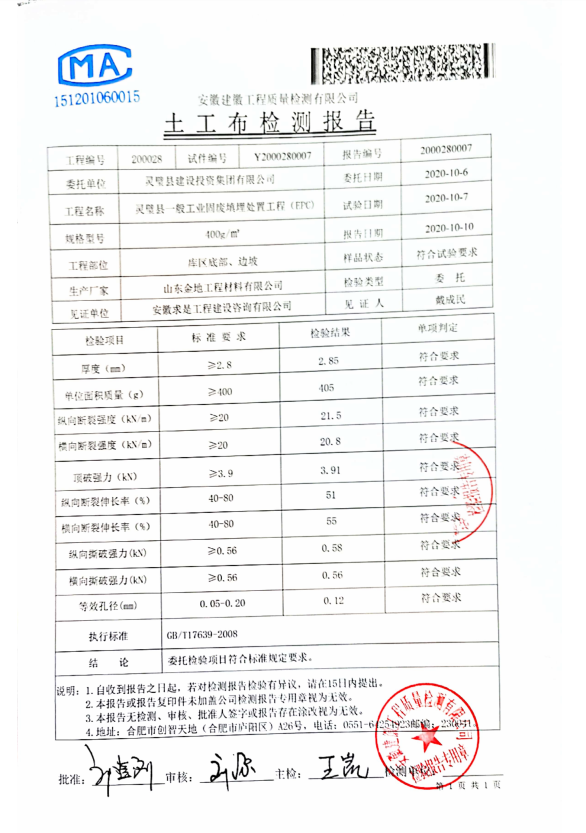 CMA
151201060015
安徽建徽工程质量检测有限公司
土工布检测报告
工程编号 200028 试件编号 Y2000280007 报告编号 2000280007
委托单位 灵璧县建设投资集团有限公司 委托日期 2020-10-6
工程名称 灵璧县一般工业固废填埋处置工程（EPC） 试验日期 2020-10-7
规格型号 400g/㎡ 报告日期 2020-10-10
工程部位 库区底部、边坡 样品状态 符合试验要求
生产厂家 山东金地工程材料有限公司 检验类型 委 托
见证单位 安徽求是工程建设咨询有限公司 见 证 人 戴成民
检验项目 标 准 要 求 检验结果 单项判定
厚度（mm） ≥2.8 2.85 符合要求
单位面积质量（g） ≥400 405 符合要求
纵向断裂强度（kN/m） ≥20 21.5 符合要求
横向断裂强度（kN/m） ≥20 20.8 符合要求
顶破强力（kN） ≥3.9 3.91 符合要求
纵向断裂伸长率（%） 40-80 51 符合要求
横向断裂伸长率（%） 40-80 55 符合要求
纵向撕破强力(kN) ≥0.56 0.58 符合要求
横向撕破强力(kN) ≥0.56 0.56 符合要求
等效孔径(mm) 0.05-0.20 0.12 符合要求
执行标准 GB/T17639-2008
结 论 委托检验项目符合标准规定要求。
说明：1.自收到报告之日起，若对检测报告检验有异议，请在15日内提出。
2.本报告或报告复印件未加盖公司检测报告专用章视为无效。
3.本报告无检测、审核、批准人签字或报告存在涂改视为无效。
4.地址：合肥市创智天地（合肥市庐阳区）A26号，电话：0551-64251923邮编：
批准： 审核： 主检：王凯 检测单位：
检测报告专用章
第 1 页 共 1 页